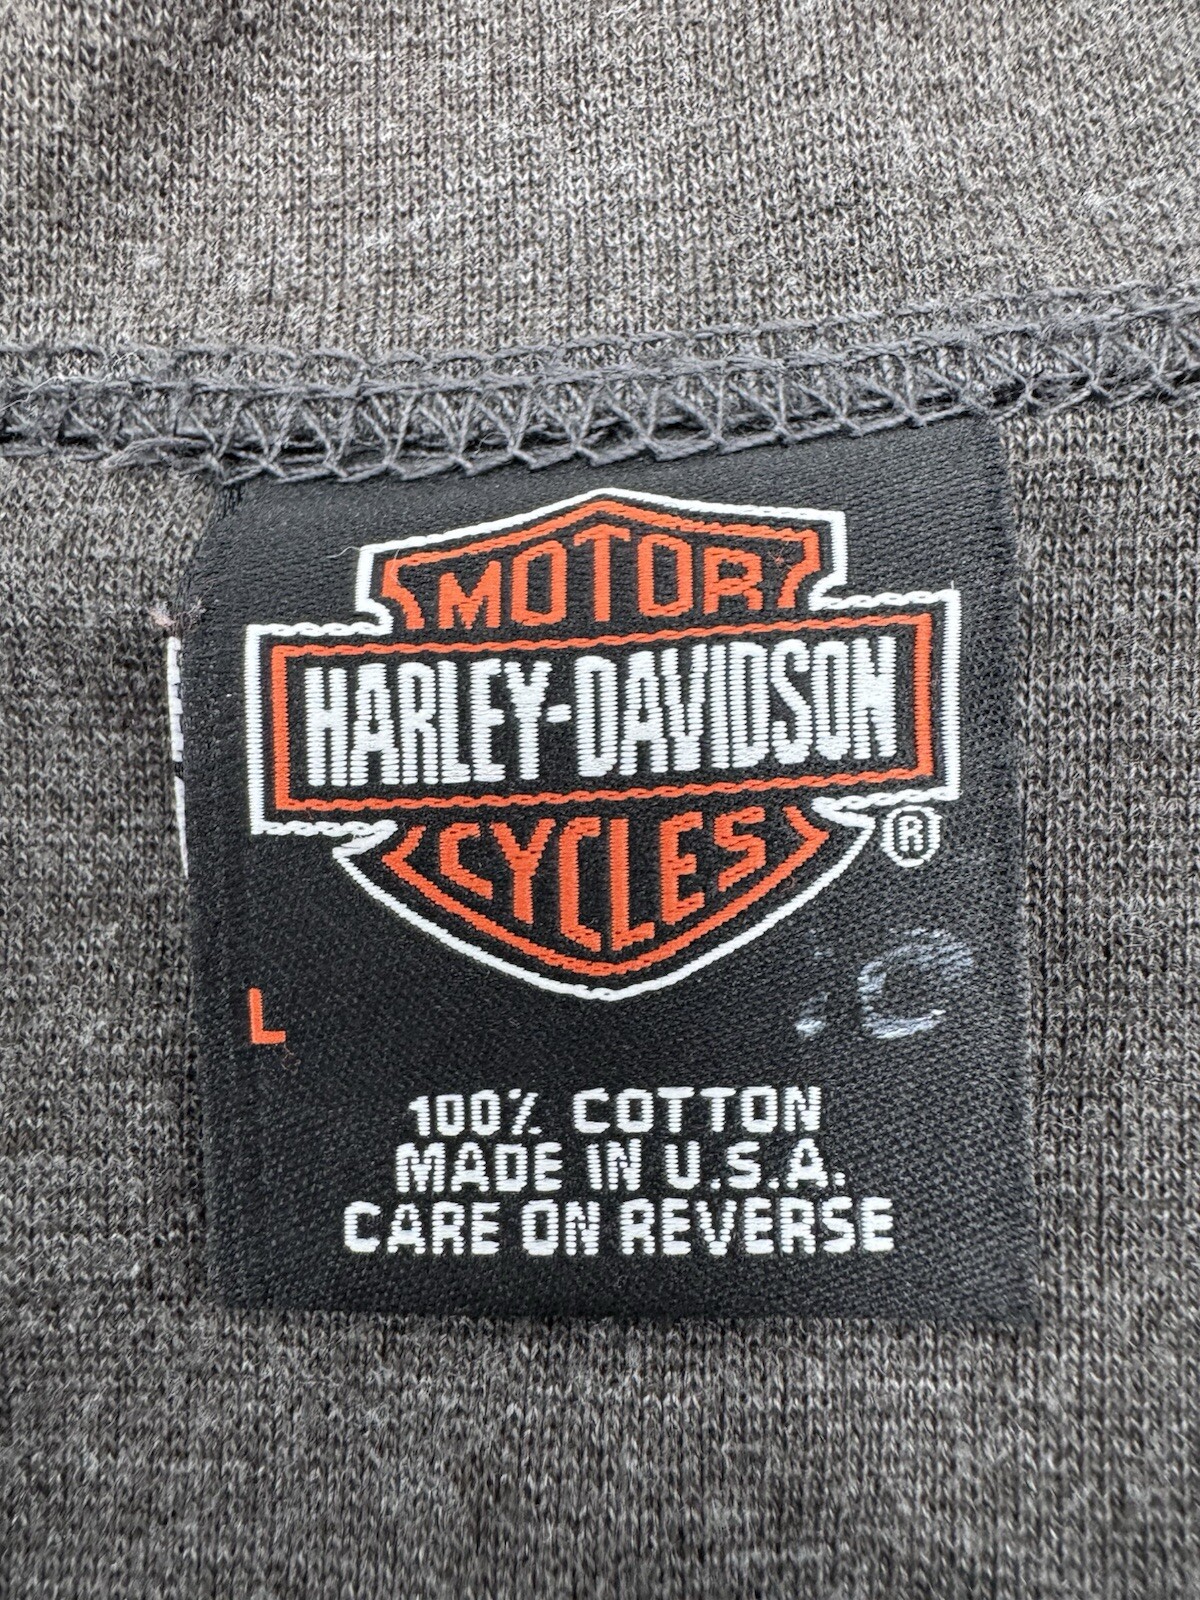 MOTOR
HARLEY-DAVIDSON
CYCLES
®
L
100% COTTON
MADE IN U.S.A.
CARE ON REVERSE